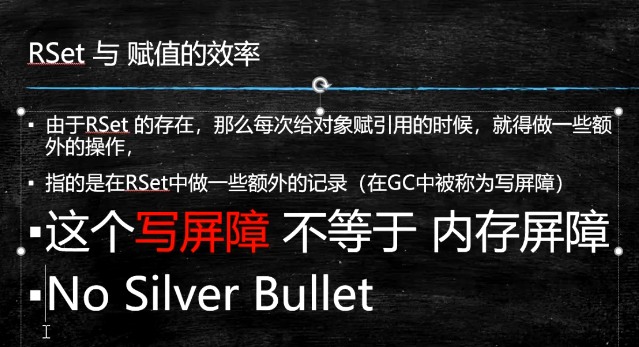 RSet 与 赋值的效率
▪ 由于RSet 的存在，那么每次给对象赋引用的时候，就得做一些额
外的操作，
▪ 指的是在RSet中做一些额外的记录（在GC中被称为写屏障）
▪这个写屏障 不等于 内存屏障
▪No Silver Bullet